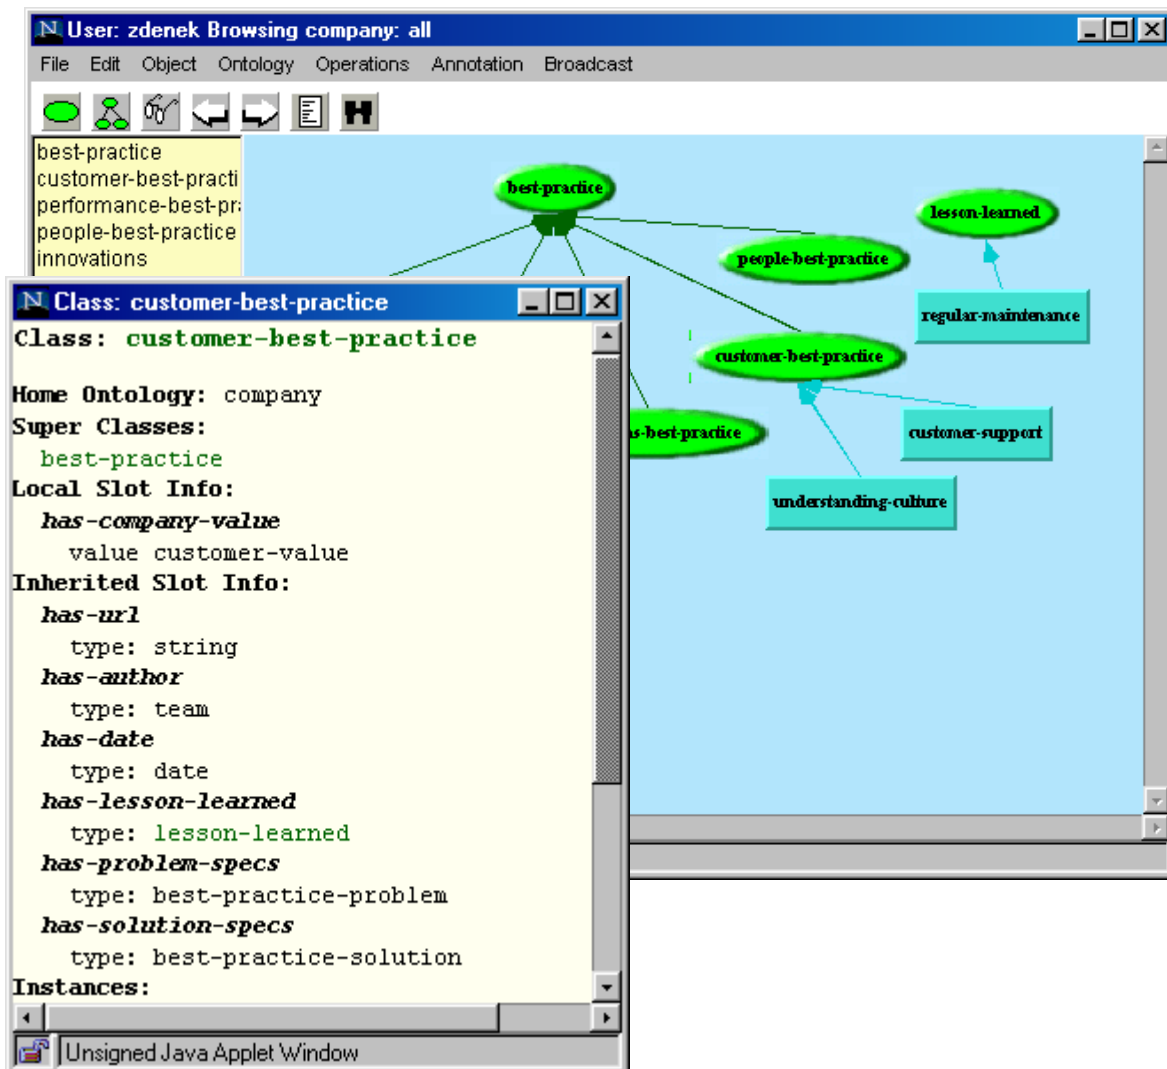 User: zdenek Browsing company: all
File Edit Object Ontology Operations Annotation Broadcast
best-practice
customer-best-practi
performance-best-pr
people-best-practice
innovations
best-practice
lesson-learned
people-best-practice
regular-maintenance
customer-best-practice
s-best-practice
customer-support
understanding-culture
Class: customer-best-practice
Class: customer-best-practice
Home Ontology: company
Super Classes:
best-practice
Local Slot Info:
has-company-value
value customer-value
Inherited Slot Info:
has-url
type: string
has-author
type: team
has-date
type: date
has-lesson-learned
type: lesson-learned
has-problem-specs
type: best-practice-problem
has-solution-specs
type: best-practice-solution
Instances:
Unsigned Java Applet Window